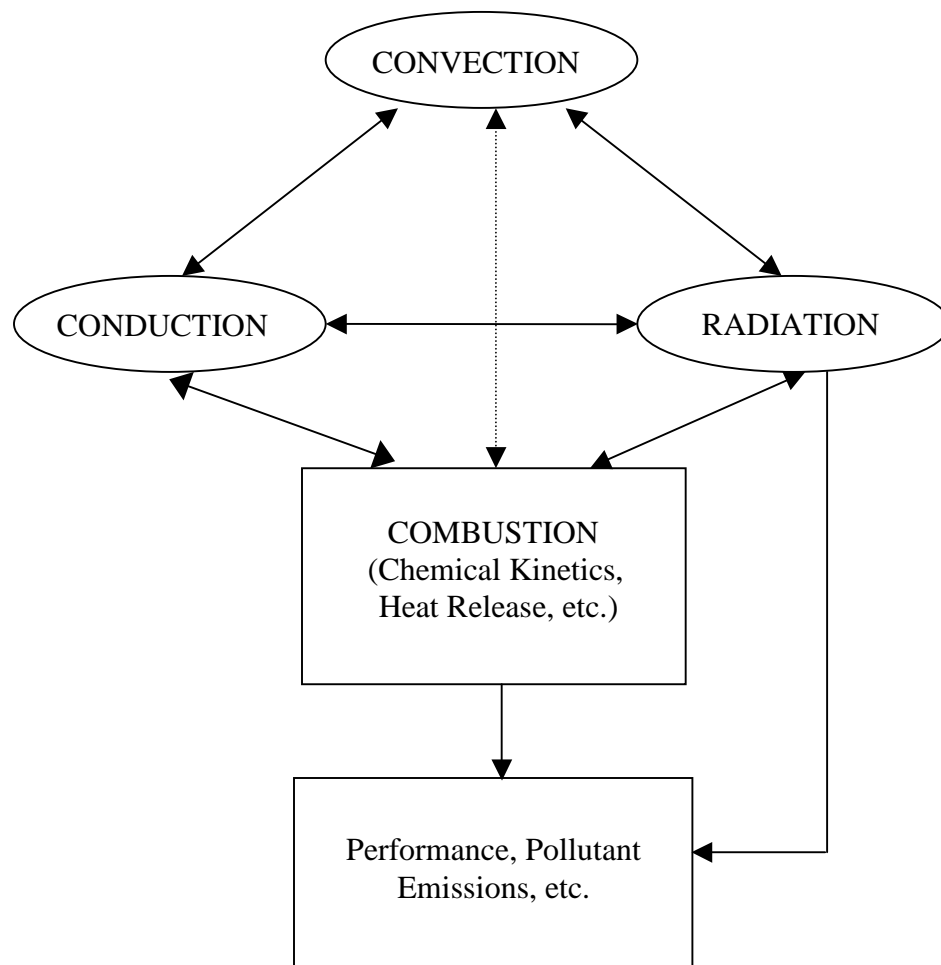 CONVECTION
CONDUCTION
RADIATION
COMBUSTION
(Chemical Kinetics,
Heat Release, etc.)
Performance, Pollutant
Emissions, etc.